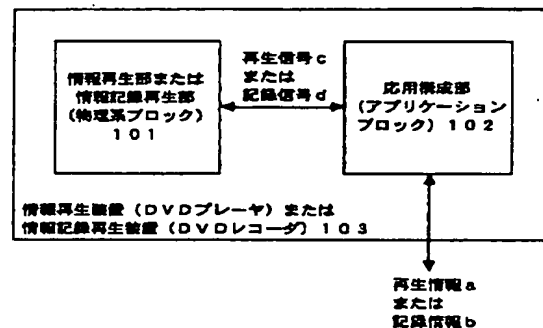 情報再生部または
情報記録再生部
(物理系ブロック)
101
再生信号c
または
記録信号d
応用構成部
(アプリケーション
ブロック)102
情報再生装置(DVDプレーヤ)または
情報記録再生装置(DVDレコーダ)103
再生情報a
または
記録情報b